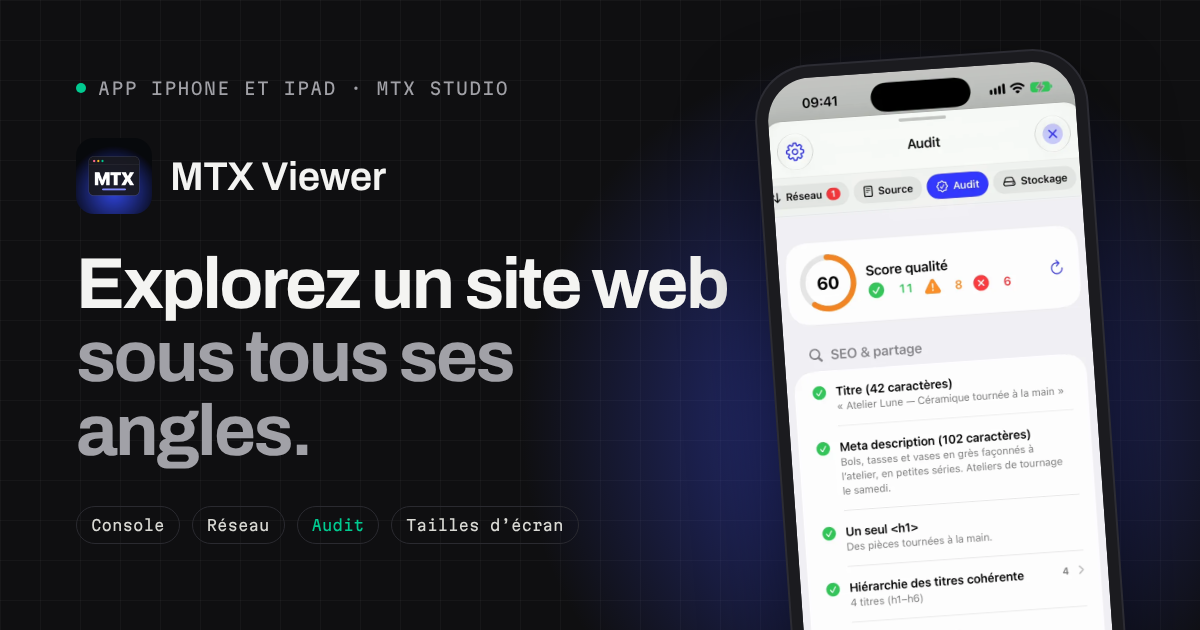 APP IPHONE ET IPAD · MTX STUDIO
MTX
MTX Viewer
Explorez un site web
sous tous ses
angles.
Console
Réseau
Audit
Tailles d’écran
09:41
Audit
Réseau 1
Source
Audit
Stockage
60
Score qualité
11 8 6
SEO & partage
Titre (42 caractères)
« Atelier Lune — Céramique tournée à la main »
Meta description (102 caractères)
Bols, tasses et vases en grès façonnés à
l’atelier, en petites séries. Ateliers de tournage
le samedi.
Un seul <h1>
Des pièces tournées à la main.
Hiérarchie des titres cohérente 4
4 titres (h1–h6)